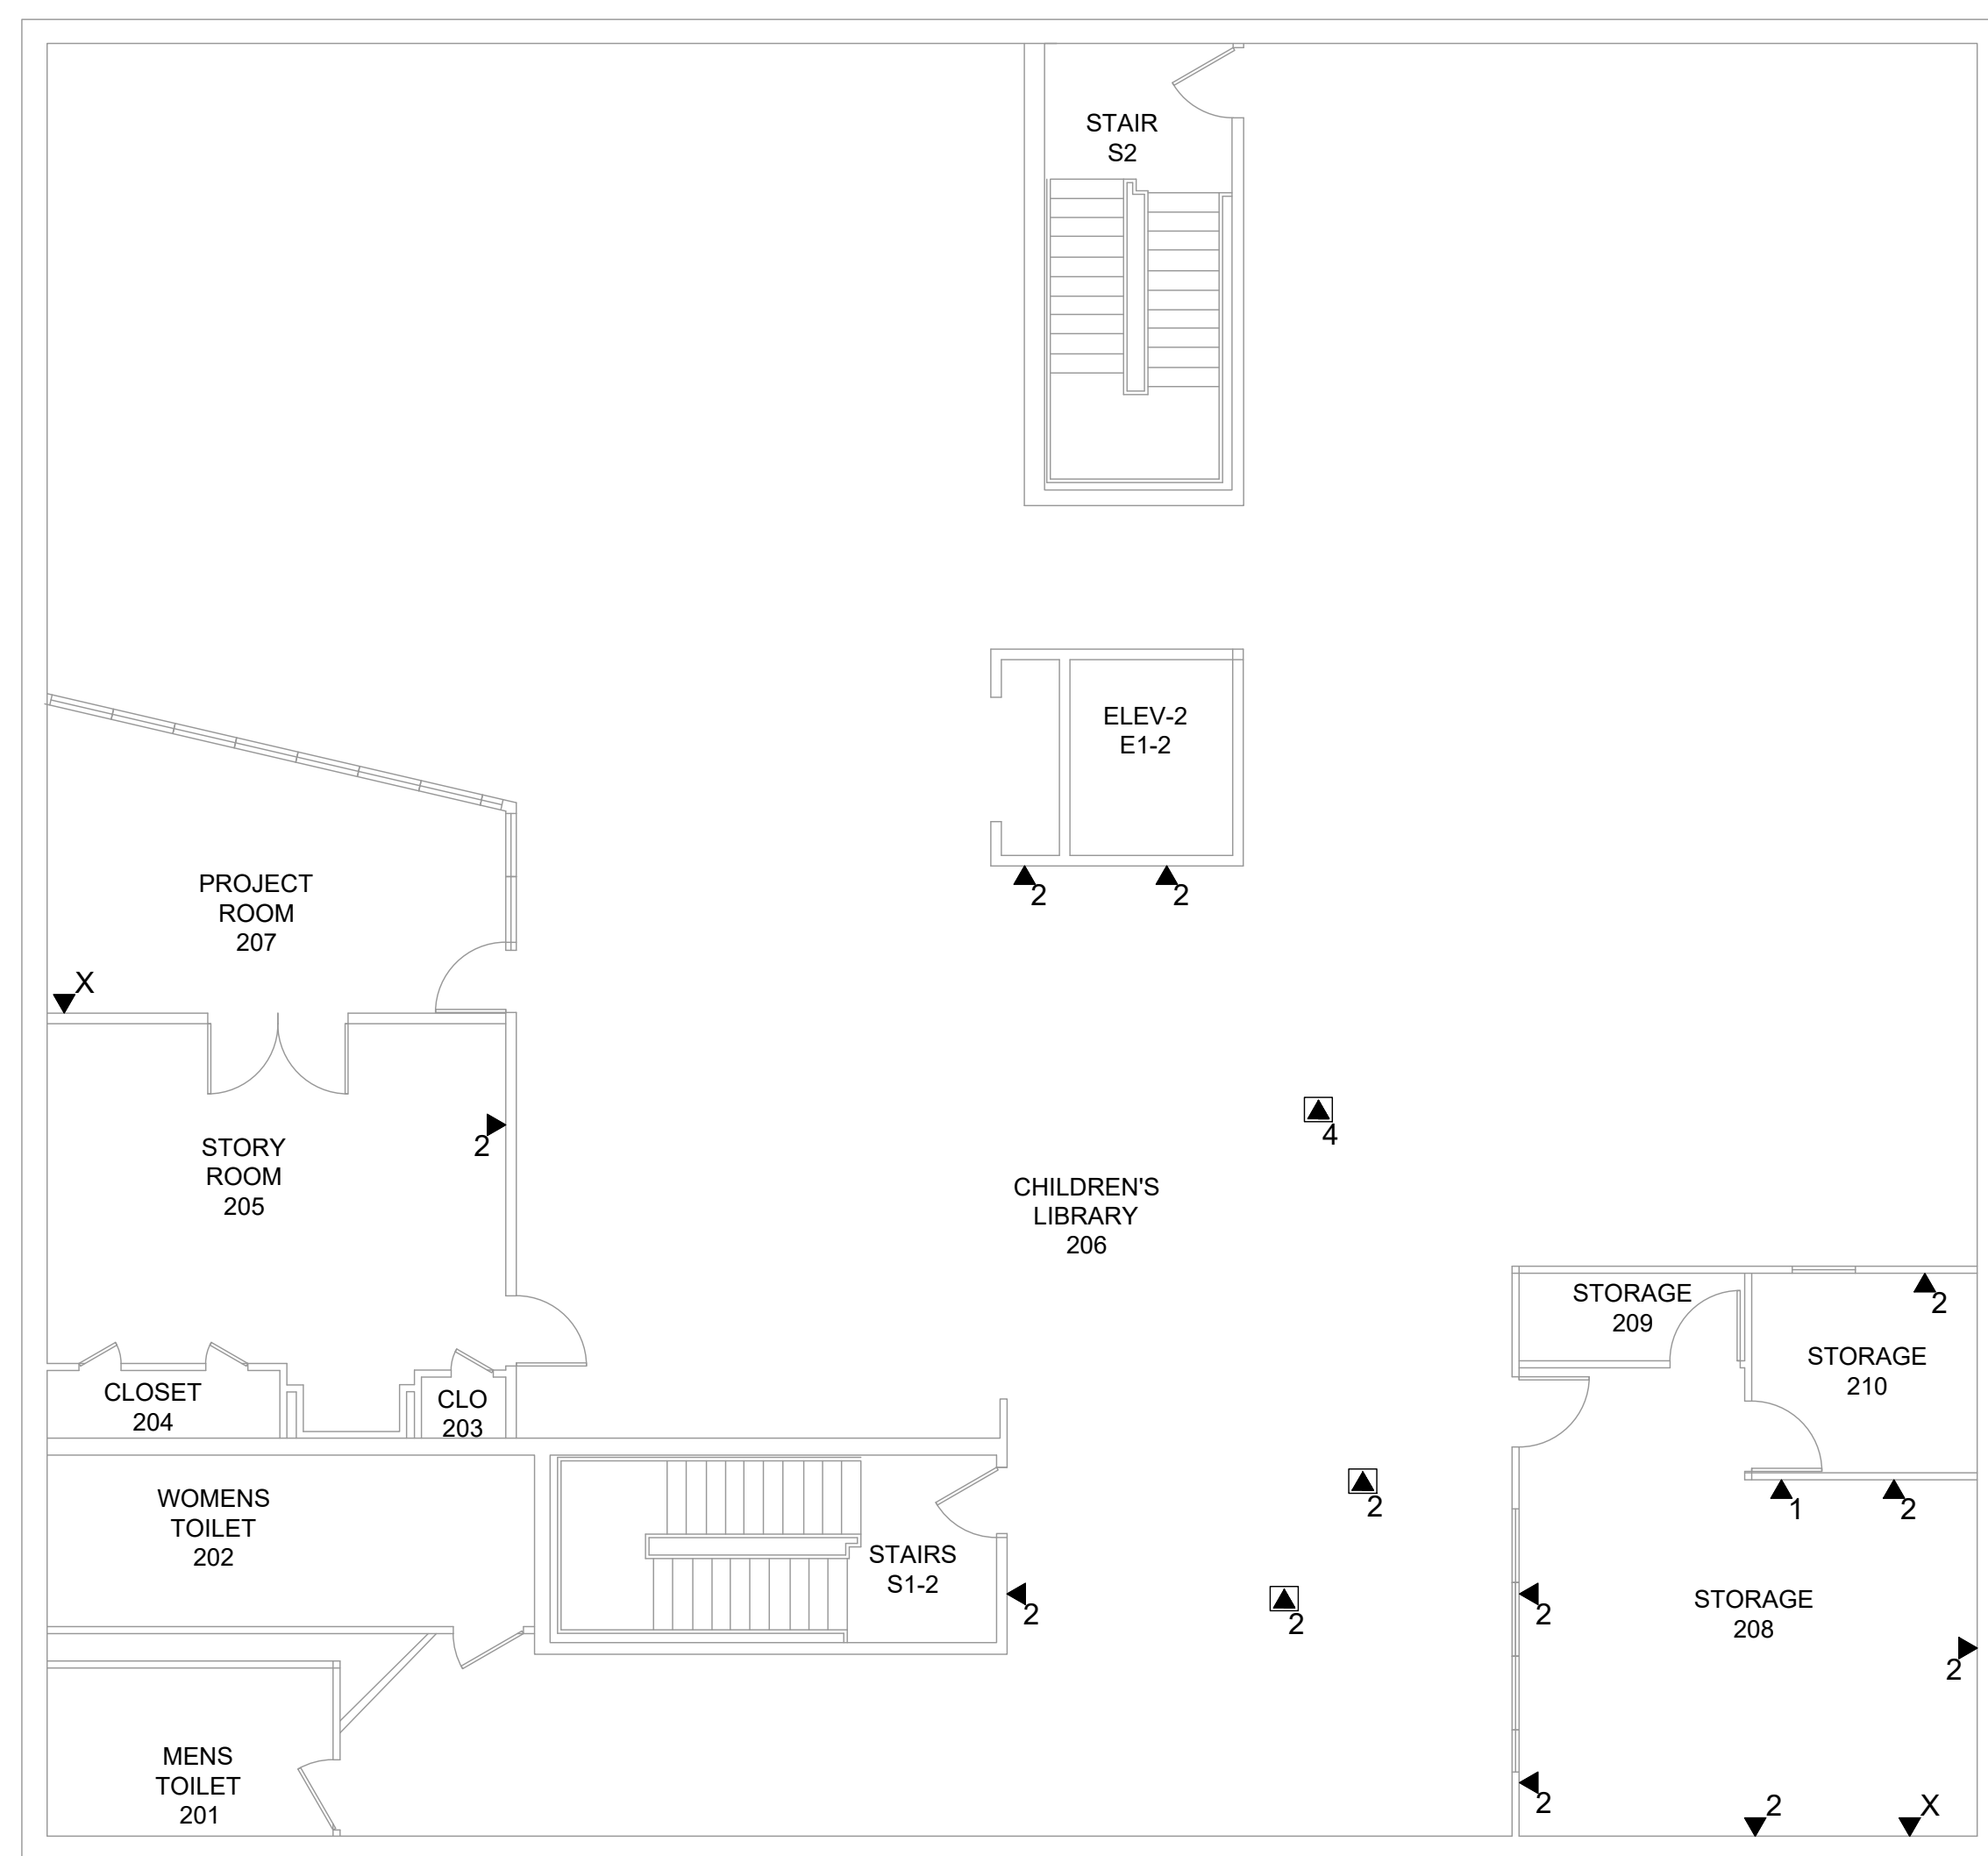 STAIR
S2
ELEV-2
E1-2
PROJECT
ROOM
207
2
2
X
4
2
STORY
ROOM
205
CHILDREN'S
LIBRARY
206
STORAGE
209
2
STORAGE
210
CLOSET
204
CLO
203
WOMENS
TOILET
202
2
1
2
STAIRS
S1-2
2
2
2
STORAGE
208
2
MENS
TOILET
201
2
2
X